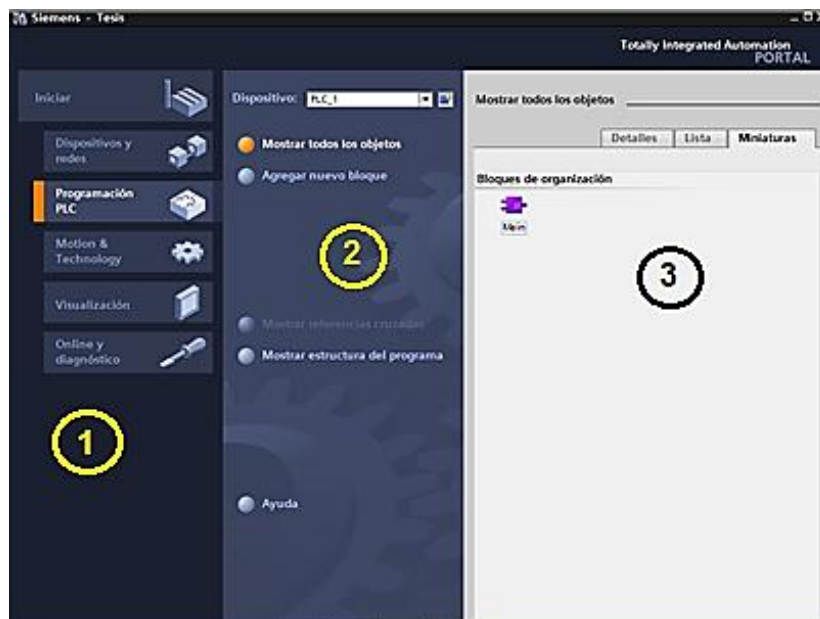 Siemens - Tesis
Totally Integrated Automation
PORTAL
Iniciar
Dispositivos y
redes
Programación
PLC
Motion &
Technology
Visualización
Online y
diagnóstico
1
Dispositivo: PLC_1
Mostrar todos los objetos
Agregar nuevo bloque
2
Mostrar referencias cruzadas
Mostrar estructura del programa
Ayuda
Mostrar todos los objetos
Detalles Lista Miniaturas
Bloques de organización
Main
3